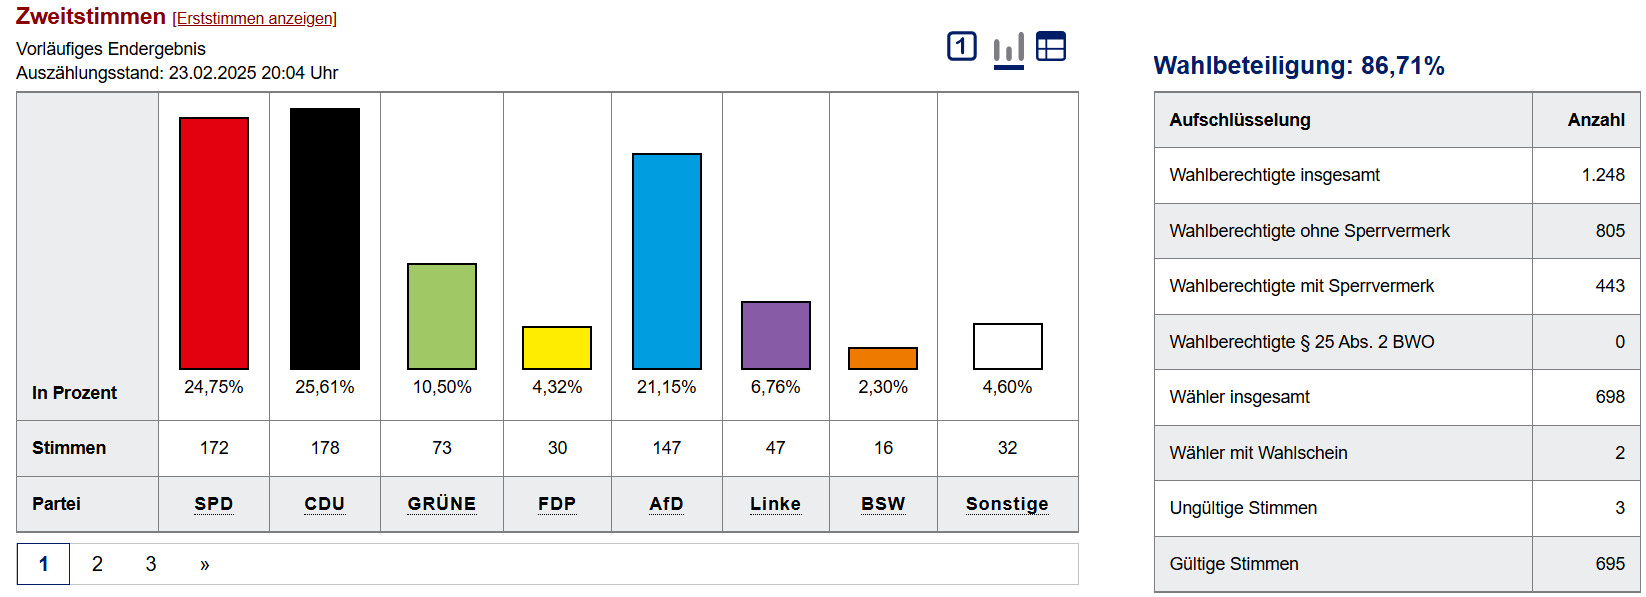 Zweitstimmen [Erststimmen anzeigen]
Vorläufiges Endergebnis
Auszählungsstand: 23.02.2025 20:04 Uhr
1
In Prozent 24,75% 25,61% 10,50% 4,32% 21,15% 6,76% 2,30% 4,60%
Stimmen 172 178 73 30 147 47 16 32
Partei SPD CDU GRÜNE FDP AfD Linke BSW Sonstige
1 2 3 »
Wahlbeteiligung: 86,71%
Aufschlüsselung Anzahl
Wahlberechtigte insgesamt 1.248
Wahlberechtigte ohne Sperrvermerk 805
Wahlberechtigte mit Sperrvermerk 443
Wahlberechtigte § 25 Abs. 2 BWO 0
Wähler insgesamt 698
Wähler mit Wahlschein 2
Ungültige Stimmen 3
Gültige Stimmen 695